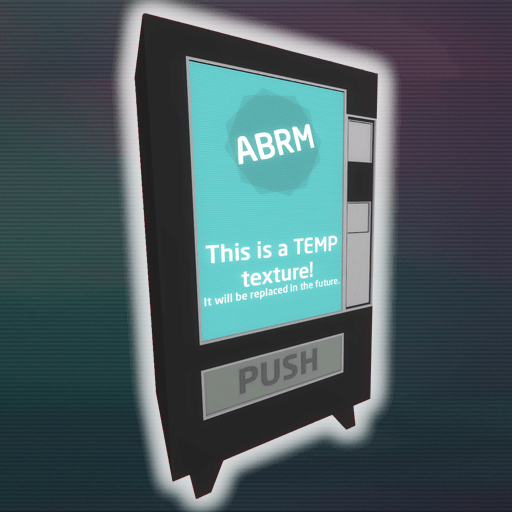 ABRM
This is a TEMP
texture!
It will be replaced in the future.
PUSH